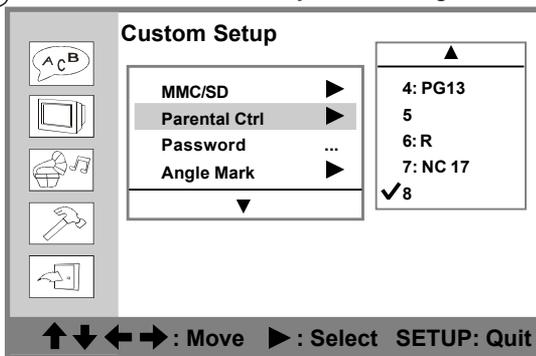 Custom Setup
A C B
MMC/SD ▶
Parental Ctrl ▶
Password ...
Angle Mark ▶
▼
▲
4: PG13
5
6: R
7: NC 17
✓8
↑↓←→: Move ▶: Select SETUP: Quit